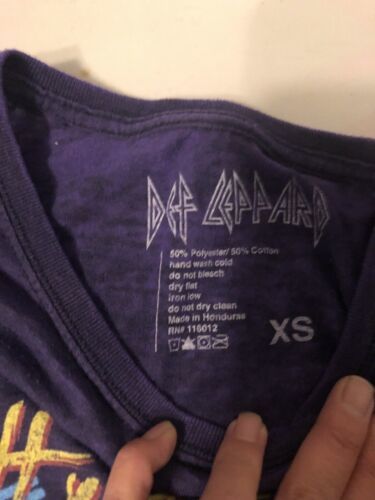 DEF LEPPARD
50% Polyester/ 50% Cotton
hand wash cold
do not bleach
dry flat
iron low
do not dry clean
Made in Honduras
RN# 116012
XS